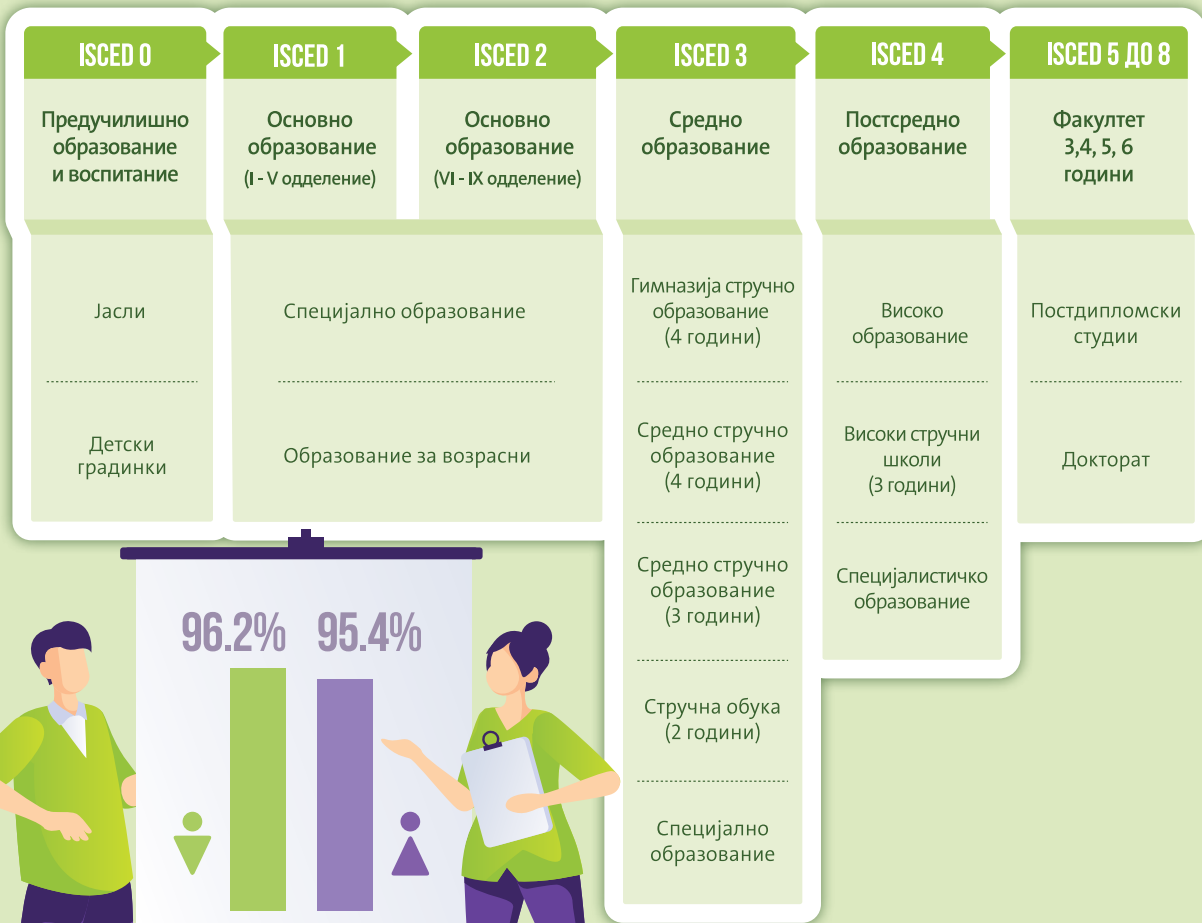 ISCED 0
Предучилишно
образование
и воспитание
Јасли
Детски
градинки
ISCED 1
Основно
образование
(I - V одделение)
ISCED 2
Основно
образование
(VI - IX одделение)
Специјално образование
Образование за возрасни
ISCED 3
Средно
образование
Гимназија стручно
образование
(4 години)
Средно стручно
образование
(4 години)
Средно стручно
образование
(3 години)
Стручна обука
(2 години)
Специјално
образование
ISCED 4
Постсредно
образование
Високо
образование
Високи стручни
школи
(3 години)
Специјалистичко
образование
ISCED 5 ДО 8
Факултет
3,4, 5, 6
години
Постдипломски
студии
Докторат
96.2% 95.4%